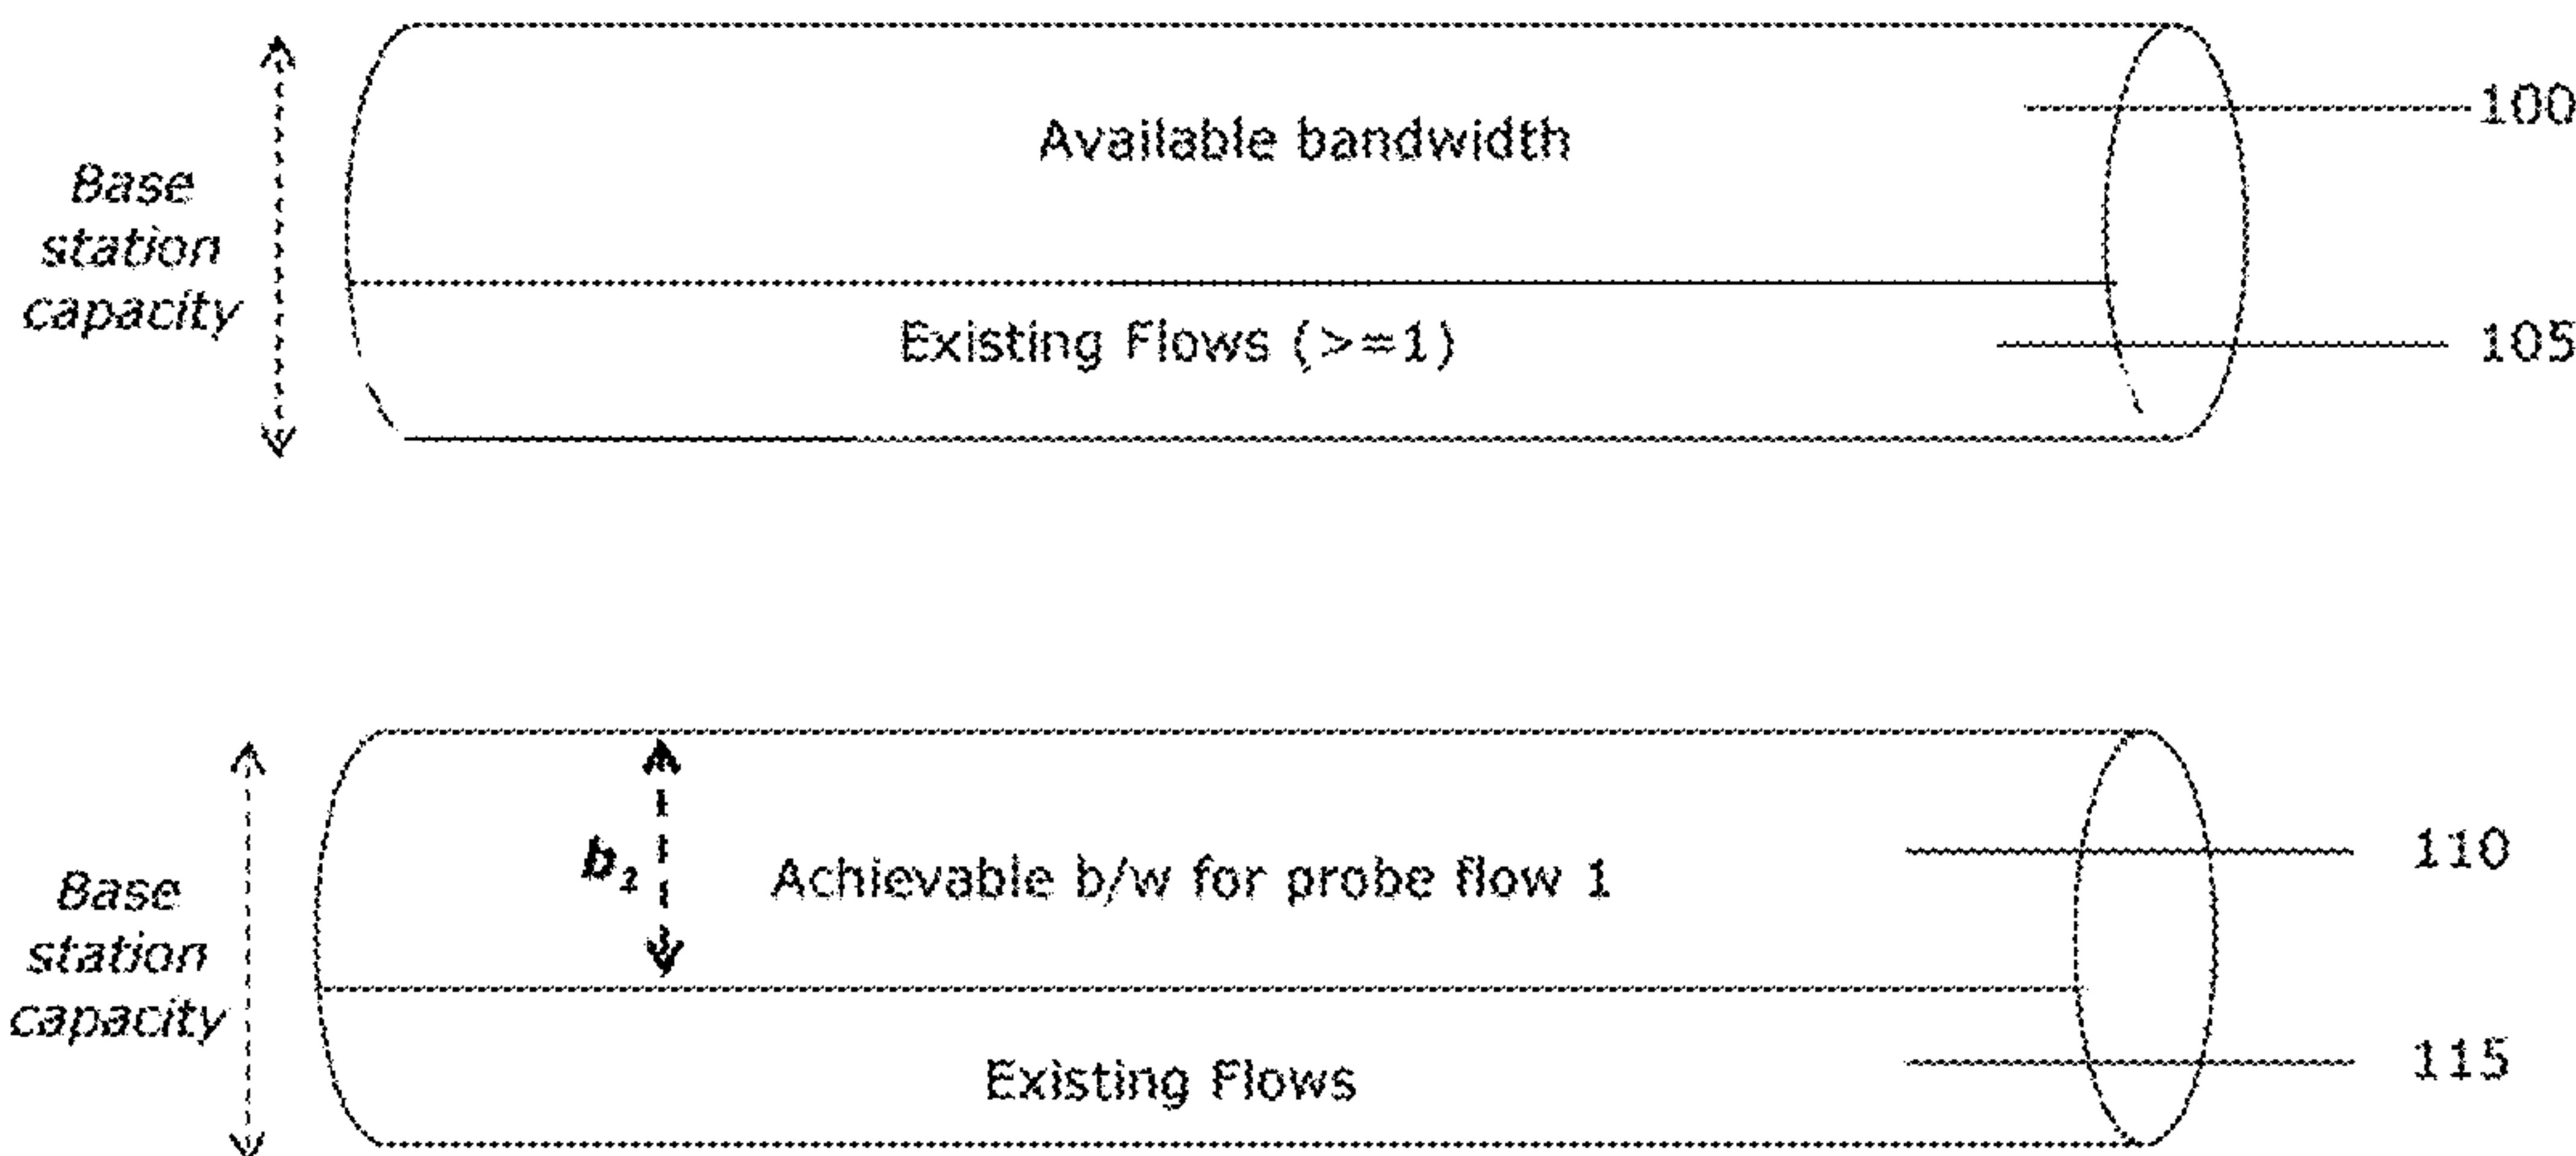 Available bandwidth
100
Base
station
capacity
Existing Flows (>=1)
105
b
Achievable b/w for probe flow 1
110
Base
station
capacity
Existing Flows
115